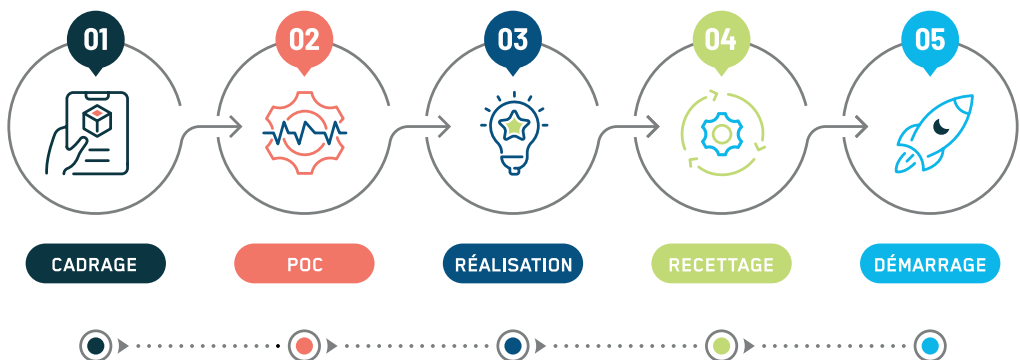 01
02
03
04
05
CADRAGE
POC
RÉALISATION
RECETTAGE
DÉMARRAGE